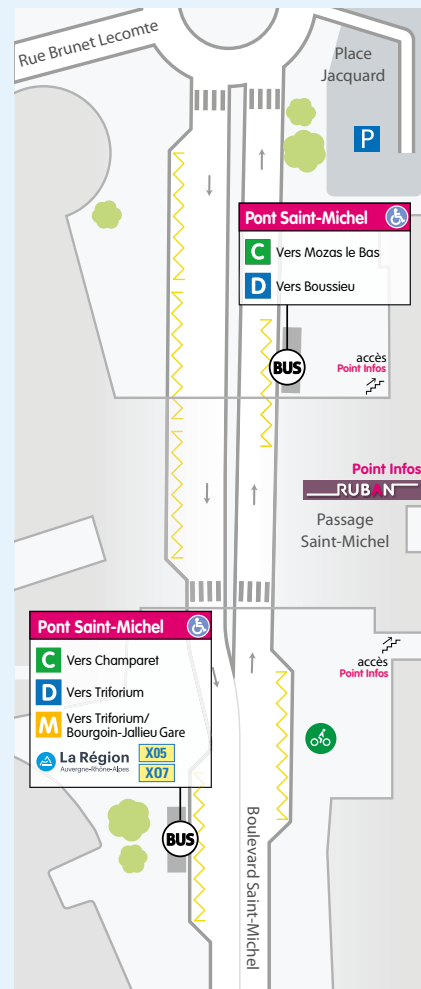 Rue Brunet Lecomte
Place
Jacquard
P
Pont Saint-Michel
C Vers Mozas le Bas
D Vers Boussieu
BUS
accès
Point Infos
Point Infos
RUBAN
Passage
Saint-Michel
Pont Saint-Michel
C Vers Champaret
D Vers Triforium
M Vers Triforium/
Bourgoin-Jallieu Gare
La Région
Auvergne-Rhône-Alpes
X05
X07
accès
Point Infos
BUS
Boulevard Saint-Michel